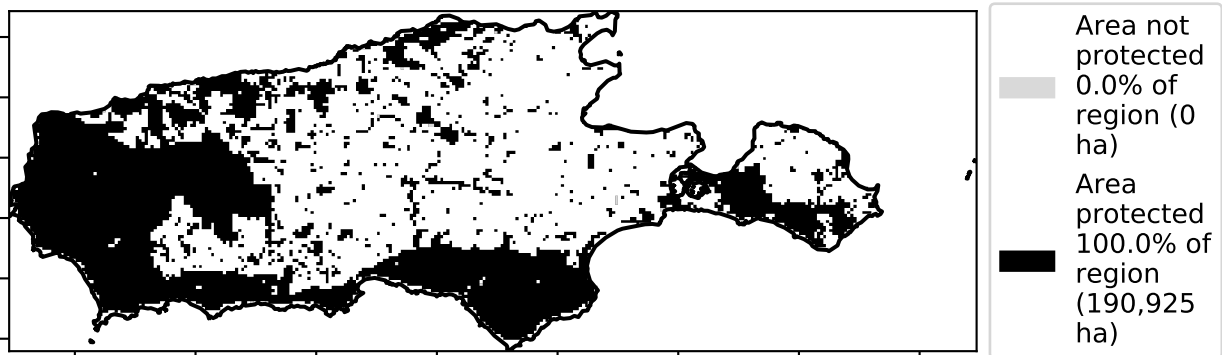 Area not
protected
0.0% of
region (0
ha)
Area
protected
100.0% of
region
(190,925
ha)